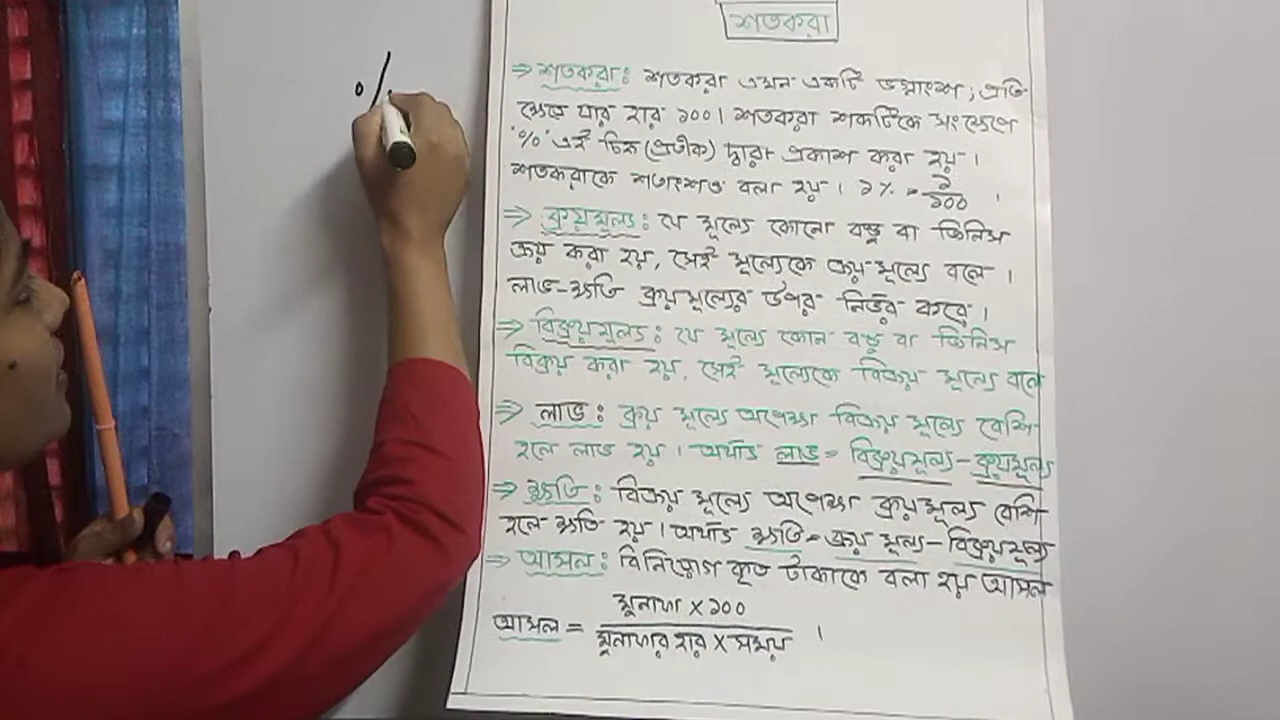 শতকরা
%
⇒ শতকরা: শতকরা এমন একটি ভগ্নাংশ, প্রতি
ক্ষেত্রে যার হার ১০০। শতকরা শব্দটিকে সংক্ষেপে
'%' এই চিহ্ন (প্রতীক) দ্বারা প্রকাশ করা হয়।
শতকরাকে শতাংশও বলা হয়। ১% = ১/১০০ ।
⇒ ক্রয়মূল্য: যে মূল্যে কোনো বস্তু বা জিনিস
ক্রয় করা হয়, সেই মূল্যকে ক্রয় মূল্যে বলে।
লাভ-ক্ষতি ক্রয়মূল্যের উপর নির্ভর করে।
⇒ বিক্রয়মূল্য: যে মূল্যে কোন বস্তু বা জিনিস
বিক্রয় করা হয়, সেই মূল্যেকে বিক্রয় মূল্যে বলে
⇒ লাভ: ক্রয় মূল্যে অপেক্ষা বিক্রয় মূল্যে বেশি
হলে লাভ হয়। অর্থাৎ লাভ = বিক্রয়মূল্য - ক্রয়মূল্য
⇒ ক্ষতি: বিক্রয় মূল্যে অপেক্ষা ক্রয়মূল্য বেশি
হলে ক্ষতি হয়। অর্থাৎ ক্ষতি = ক্রয় মূল্য - বিক্রয়মূল্য
⇒ আসল: বিনিয়োগ কৃত টাকাকে বলা হয় আসল
আসল = মুনাফা × ১০০ / মুনাফার হার × সময় ।